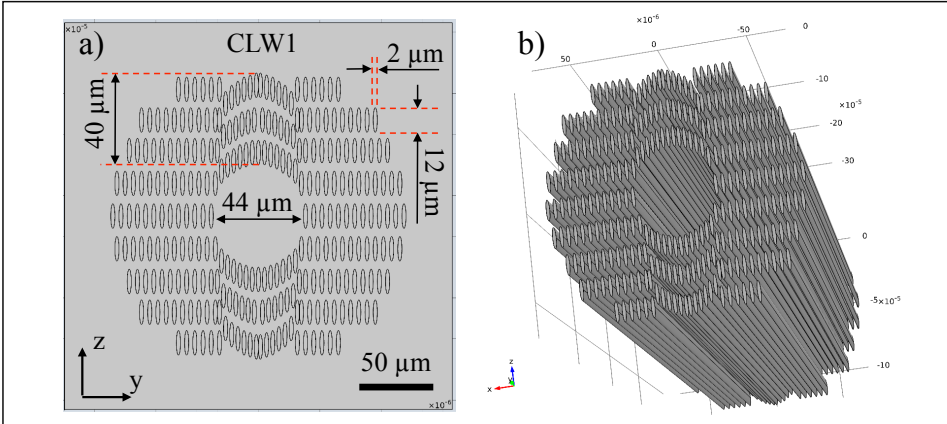 ×10⁻⁵
a)
CLW1
2 µm
40 µm
12 µm
44 µm
z
y
50 µm
×10⁻⁶
b)
×10⁻⁶
50
0
-50
0
-10
×10⁻⁵
-20
-30
0
-5×10⁻⁵
-10
z
y
x